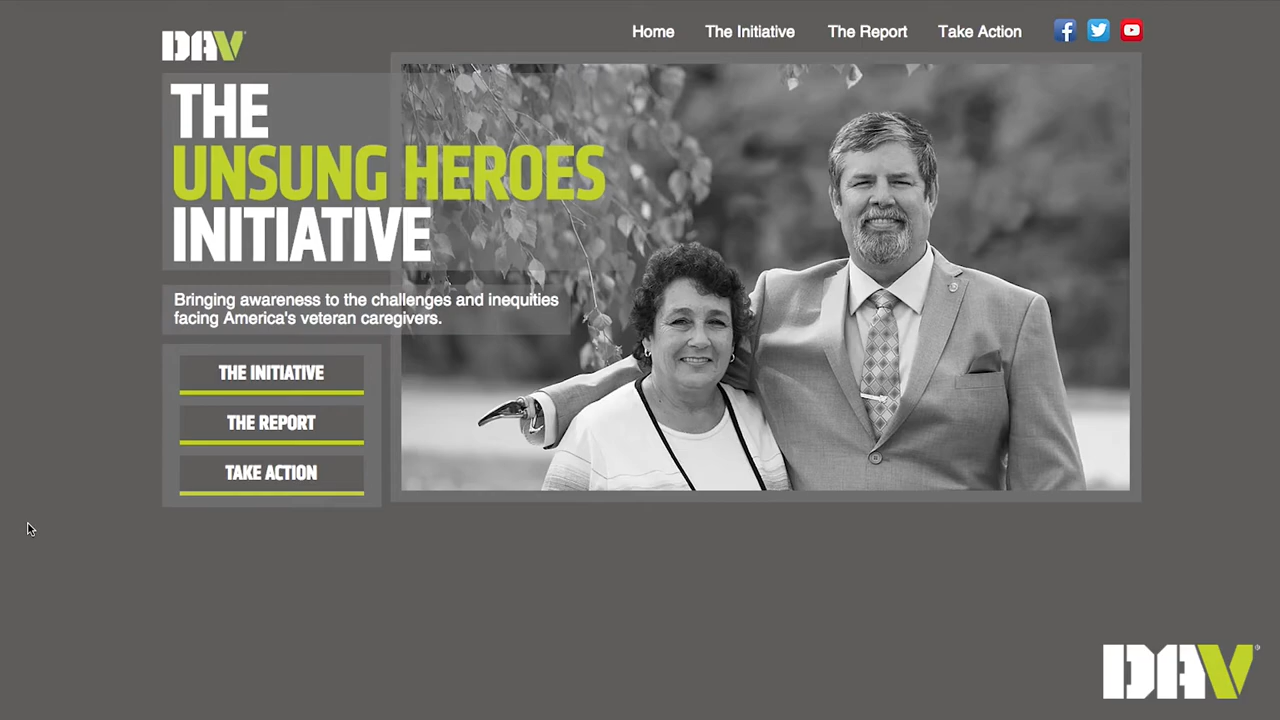 Home The Initiative The Report Take Action
DAV
THE
UNSUNG HEROES
INITIATIVE
Bringing awareness to the challenges and inequities
facing America's veteran caregivers.
THE INITIATIVE
THE REPORT
TAKE ACTION
DAV®